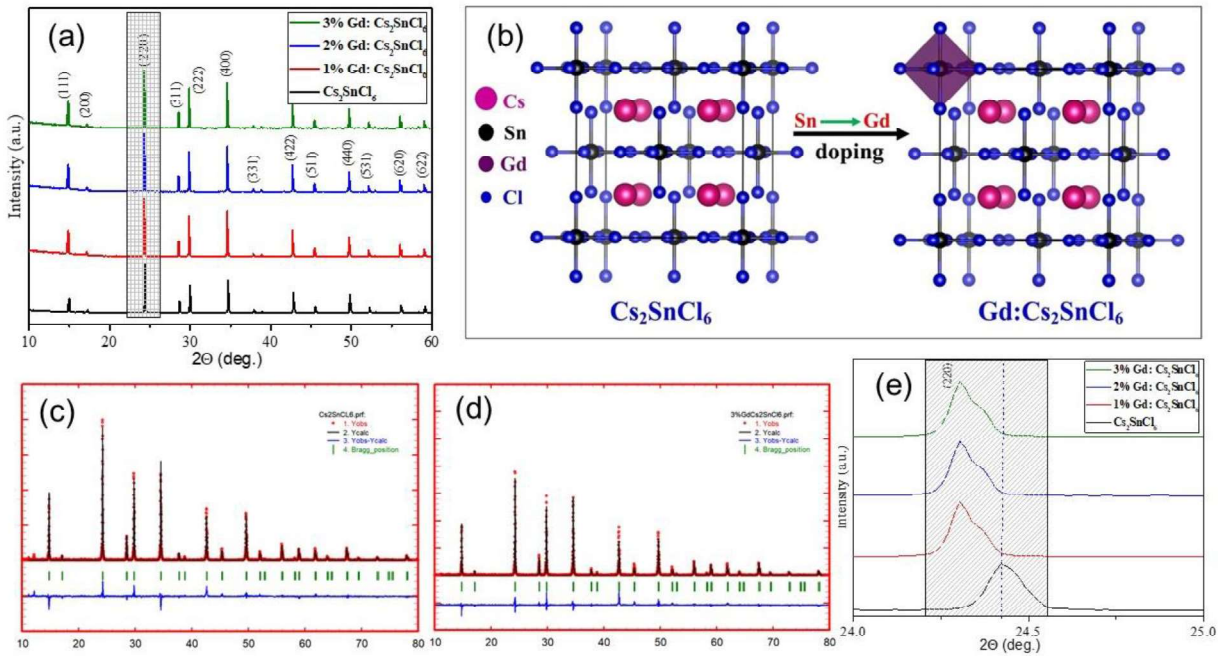 (a)
3% Gd: Cs₂SnCl₆
2% Gd: Cs₂SnCl₆
1% Gd: Cs₂SnCl₆
Cs₂SnCl₆
(111)
(200)
(220)
(311)
(222)
(400)
(331)
(422)
(511)
(440)
(531)
(620)
(622)
Intensity (a.u.)
10 20 30 40 50 60
2Θ (deg.)
(b)
Cs
Sn
Gd
Cl
Sn Gd
doping
Cs₂SnCl₆
Gd:Cs₂SnCl₆
(c)
Cs2SnCL6.prf:
1. Yobs
2. Ycalc
3. Yobs-Ycalc
4. Bragg_position
10 20 30 40 50 60 70 80
(d)
3%GdCs2SnCl6.prf:
1. Yobs
2. Ycalc
3. Yobs-Ycalc
4. Bragg_position
10 20 30 40 50 60 70 80
(e)
(220)
3% Gd: Cs₂SnCl₆
2% Gd: Cs₂SnCl₆
1% Gd: Cs₂SnCl₆
Cs₂SnCl₆
Intensity (a.u.)
24.0 24.5 25.0
2Θ (deg.)